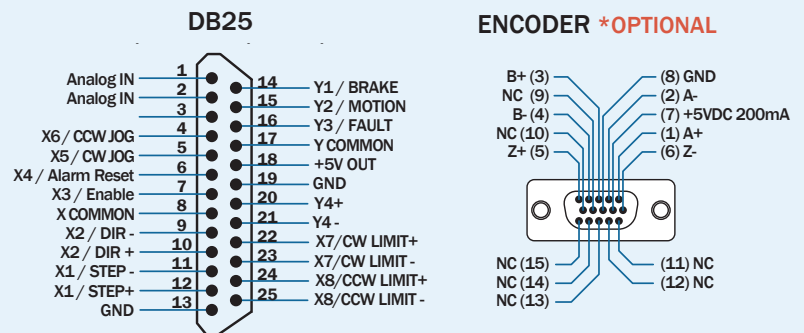 DB25
1
Analog IN
2
Analog IN
3
4
X6/ CCW JOG
5
X5/ CW JOG
6
X4 / Alarm Reset
7
X3 / Enable
8
X COMMON
9
X2 / DIR -
10
X2 / DIR +
11
X1 / STEP -
12
X1 / STEP+
13
GND
14
Y1 / BRAKE
15
Y2 / MOTION
16
Y3 / FAULT
17
Y COMMON
18
+5V OUT
19
GND
20
Y4+
21
Y4 -
22
X7/CW LIMIT+
23
X7/CW LIMIT -
24
X8/CCW LIMIT+
25
X8/CCW LIMIT -
ENCODER *OPTIONAL
B+ (3)
NC (9)
B- (4)
NC (10)
Z+ (5)
(8) GND
(2) A-
(7) +5VDC 200mA
(1) A+
(6) Z-
NC (15)
NC (14)
NC (13)
(11) NC
(12) NC